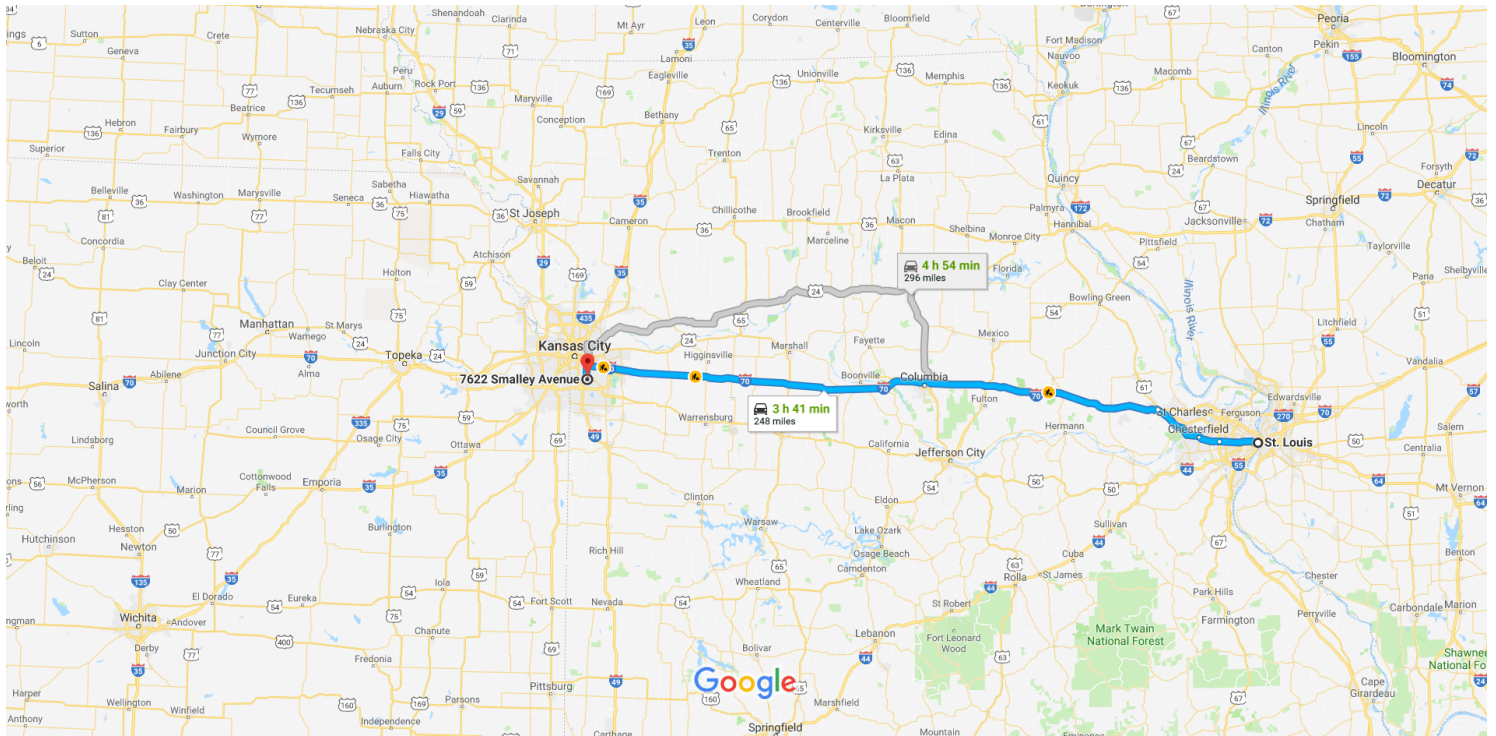 Shenandoah
Clarinda
Mt Ayr
Leon
Corydon
Centerville
Bloomfield
Fort Madison
Nauvoo
Peoria
Pekin
Sutton
Crete
Geneva
Nebraska City
Lamoni
Eagleville
Canton
Bloomington
Peru
Auburn
Rock Port
Tecumseh
Unionville
Memphis
Keokuk
Macomb
Illinois River
Beatrice
Maryville
Bethany
Hebron
Fairbury
Wymore
Conception
Kirksville
Edina
Lincoln
Superior
Falls City
Trenton
La Plata
Beardstown
Forsyth
Decatur
Belleville
Washington
Marysville
Seneca
Sabetha
Hiawatha
Savannah
Quincy
Springfield
Chatham
St Joseph
Cameron
Chillicothe
Brookfield
Macon
Shelbina
Palmyra
Hannibal
Jacksonville
Concordia
Atchison
Marceline
Monroe City
Pittsfield
Taylorville
Beloit
Holton
4 h 54 min
296 miles
Florida
Pana
Shelbyville
Clay Center
Bowling Green
Illinois River
Manhattan
St Marys
Wamego
Mexico
Litchfield
Lincoln
Junction City
Alma
Topeka
Kansas City
Higginsville
Marshall
Fayette
Vandalia
Salina
7622 Smalley Avenue
Boonville
Columbia
Fulton
Edwardsville
3 h 41 min
248 miles
Warrensburg
St Charles
Ferguson
Lindsborg
Council Grove
Osage City
Ottawa
California
Jefferson City
Hermann
Chesterfield
St. Louis
Salem
Centralia
McPherson
Marion
Cottonwood
Falls
Emporia
Clinton
Eldon
Mt Vernon
Hesston
Newton
Hutchinson
Burlington
Warsaw
Lake Ozark
Osage Beach
Sullivan
Benton
Rich Hill
Camdenton
Cuba
St James
Rolla
Chester
El Dorado
Eureka
Iola
Wheatland
Fort Scott
Nevada
St Robert
Fort Leonard
Wood
Park Hills
Farmington
Perryville
Carbondale
Marion
Wichita
Andover
Derby
Chanute
Lebanon
Mark Twain
National Forest
Fredonia
Bolivar
Shawnee
Pittsburg
Google
Harper
Anthony
Wellington
Winfield
Parsons
Independence
Carthage
Marshfield
Springfield
Mountain
Cape
Girardeau